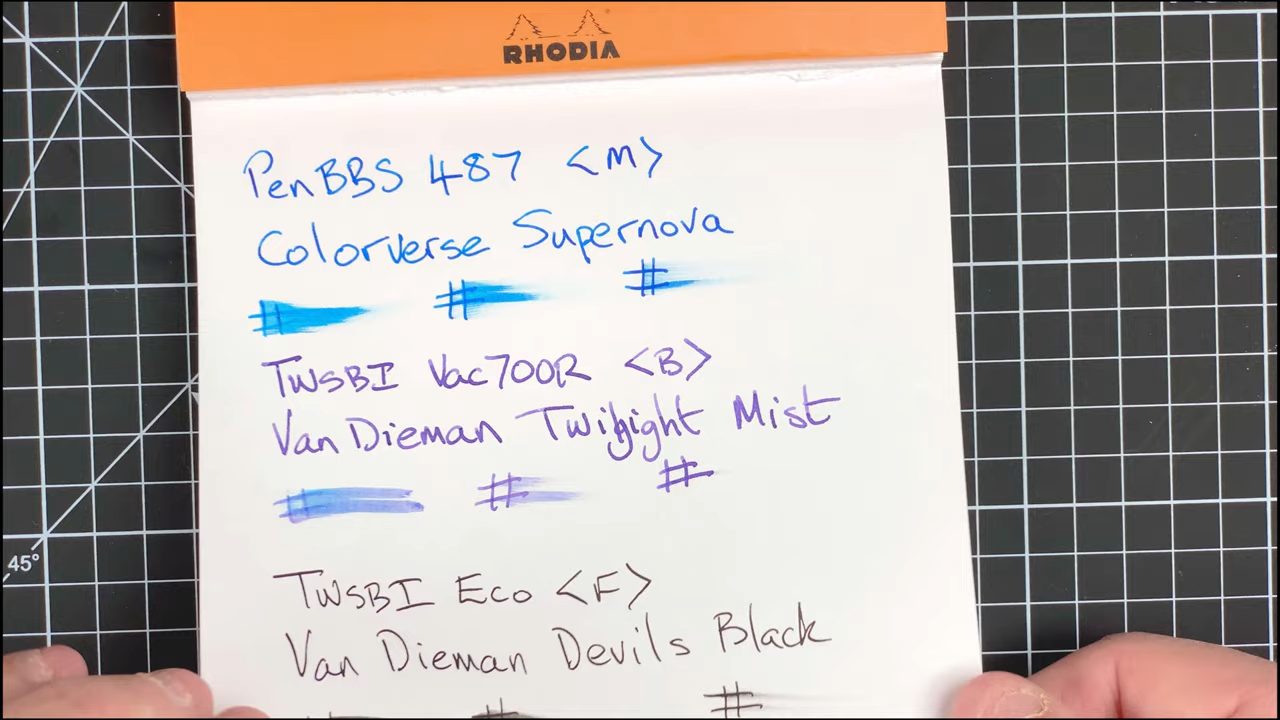 RHODIA
PenBBS 487 <M>
Colorverse Supernova
# # #
TWSBI Vac700R <B>
Van Dieman Twilight Mist
# # #
TWSBI Eco <F>
Van Dieman Devils Black
# #
45°